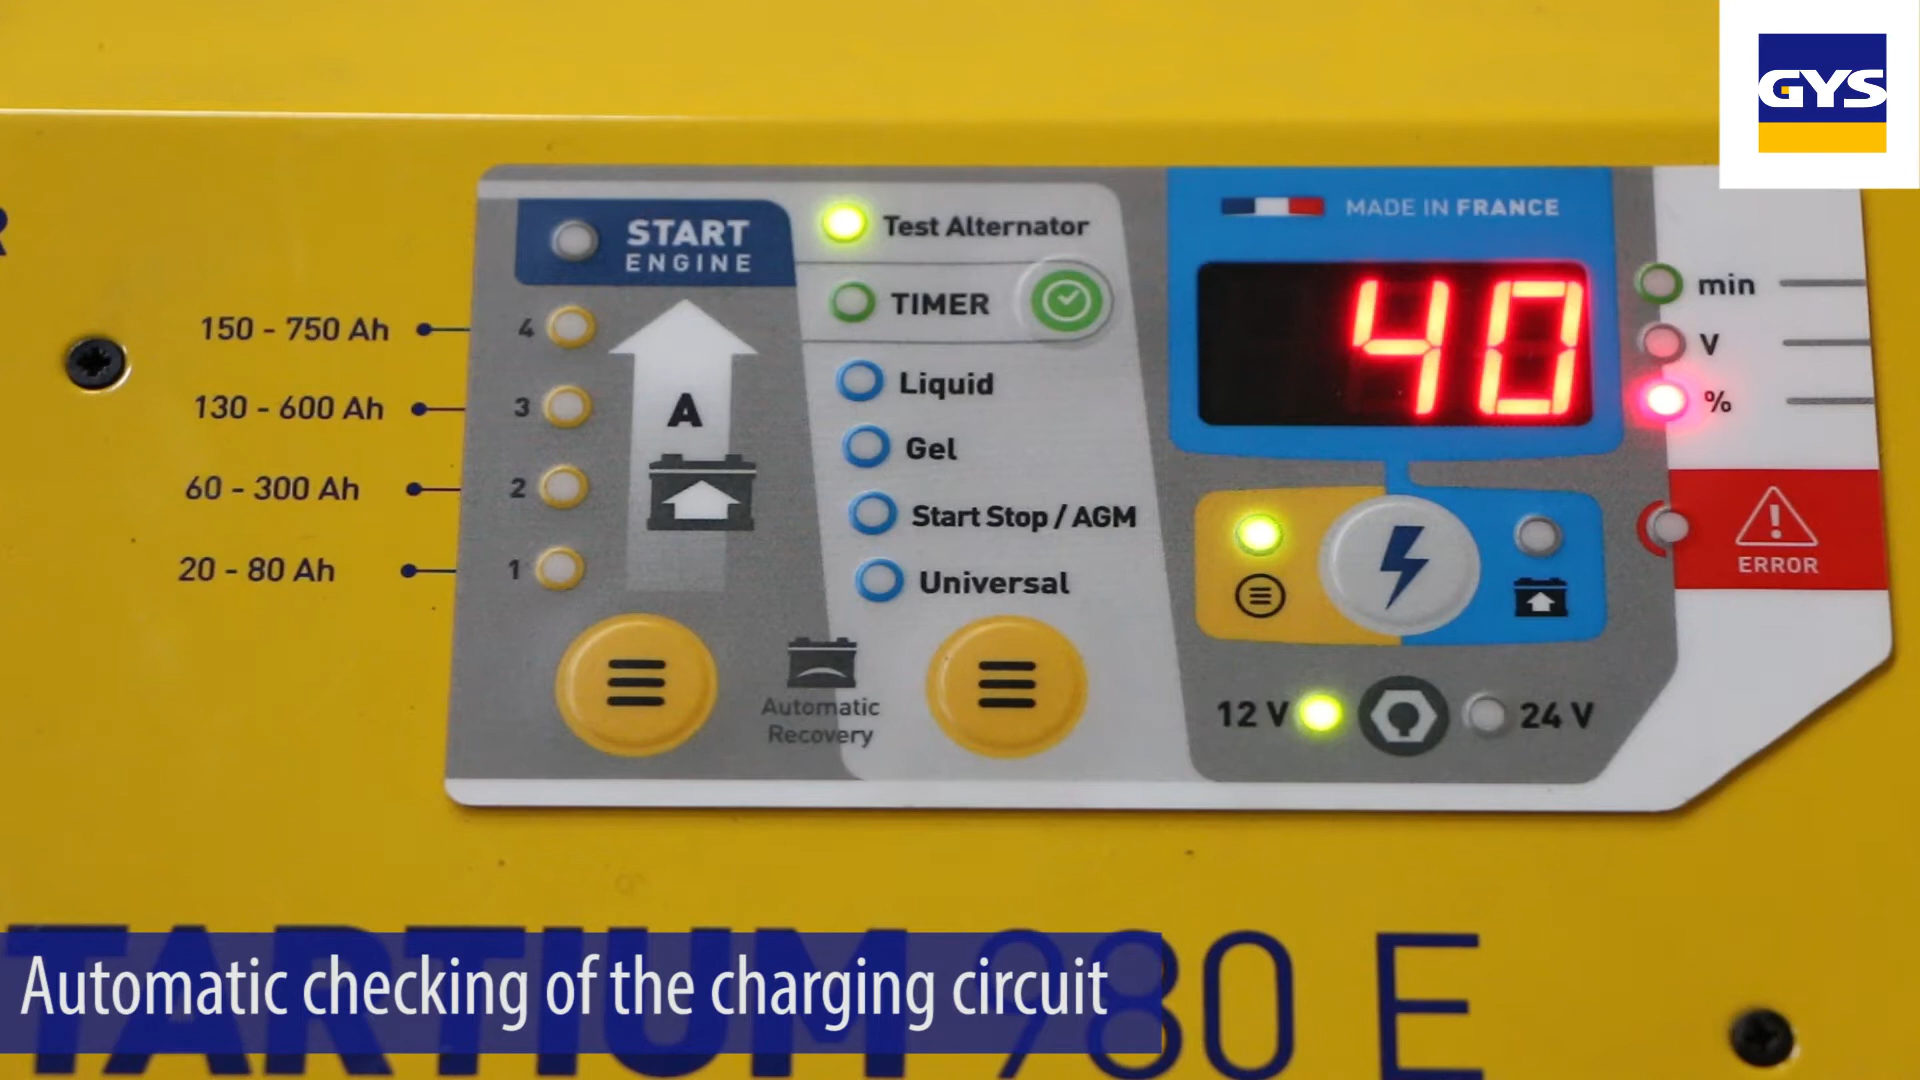 GYS
MADE IN FRANCE
START
ENGINE
Test Alternator
TIMER
40
min
V
%
150 - 750 Ah
4
130 - 600 Ah
3
60 - 300 Ah
2
20 - 80 Ah
1
A
Liquid
Gel
Start Stop / AGM
Universal
ERROR
Automatic
Recovery
12 V
24 V
TARTIUM 980 E
Automatic checking of the charging circuit